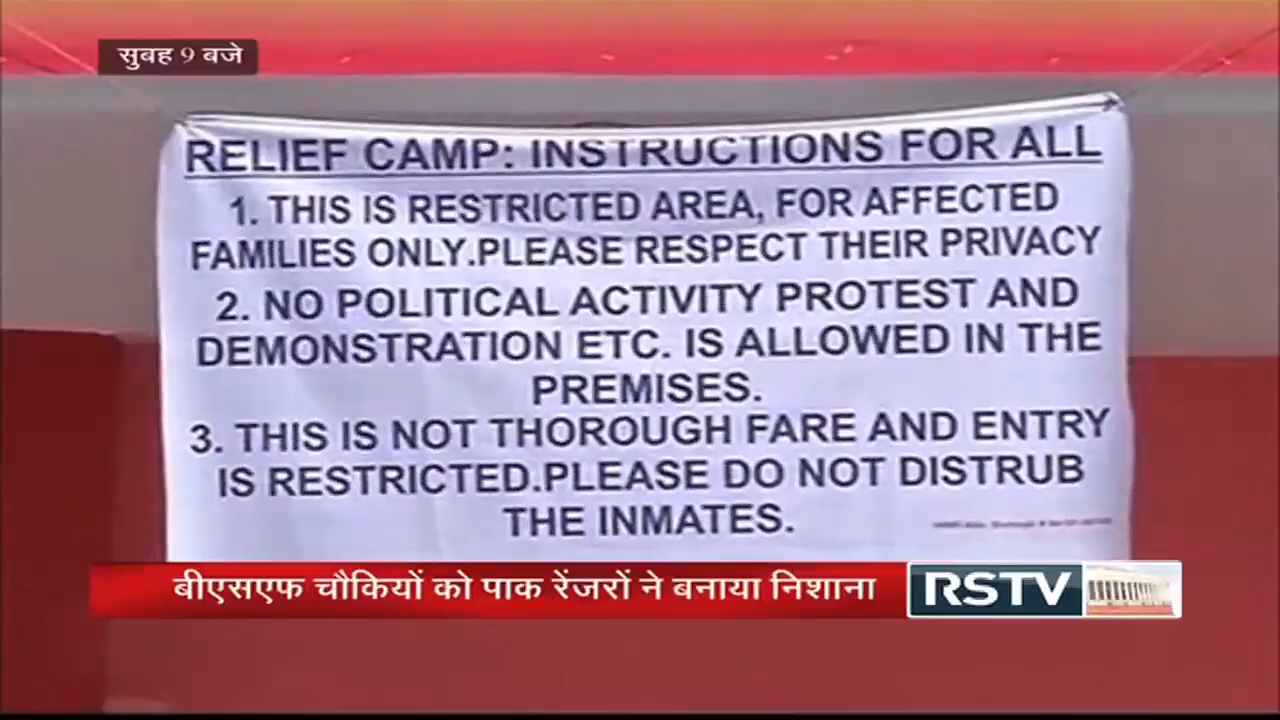 सुबह 9 बजे
RELIEF CAMP: INSTRUCTIONS FOR ALL
1. THIS IS RESTRICTED AREA, FOR AFFECTED
FAMILIES ONLY.PLEASE RESPECT THEIR PRIVACY
2. NO POLITICAL ACTIVITY PROTEST AND
DEMONSTRATION ETC. IS ALLOWED IN THE
PREMISES.
3. THIS IS NOT THOROUGH FARE AND ENTRY
IS RESTRICTED.PLEASE DO NOT DISTRUB
THE INMATES.
बीएसएफ चौकियों को पाक रेंजरों ने बनाया निशाना
RSTV